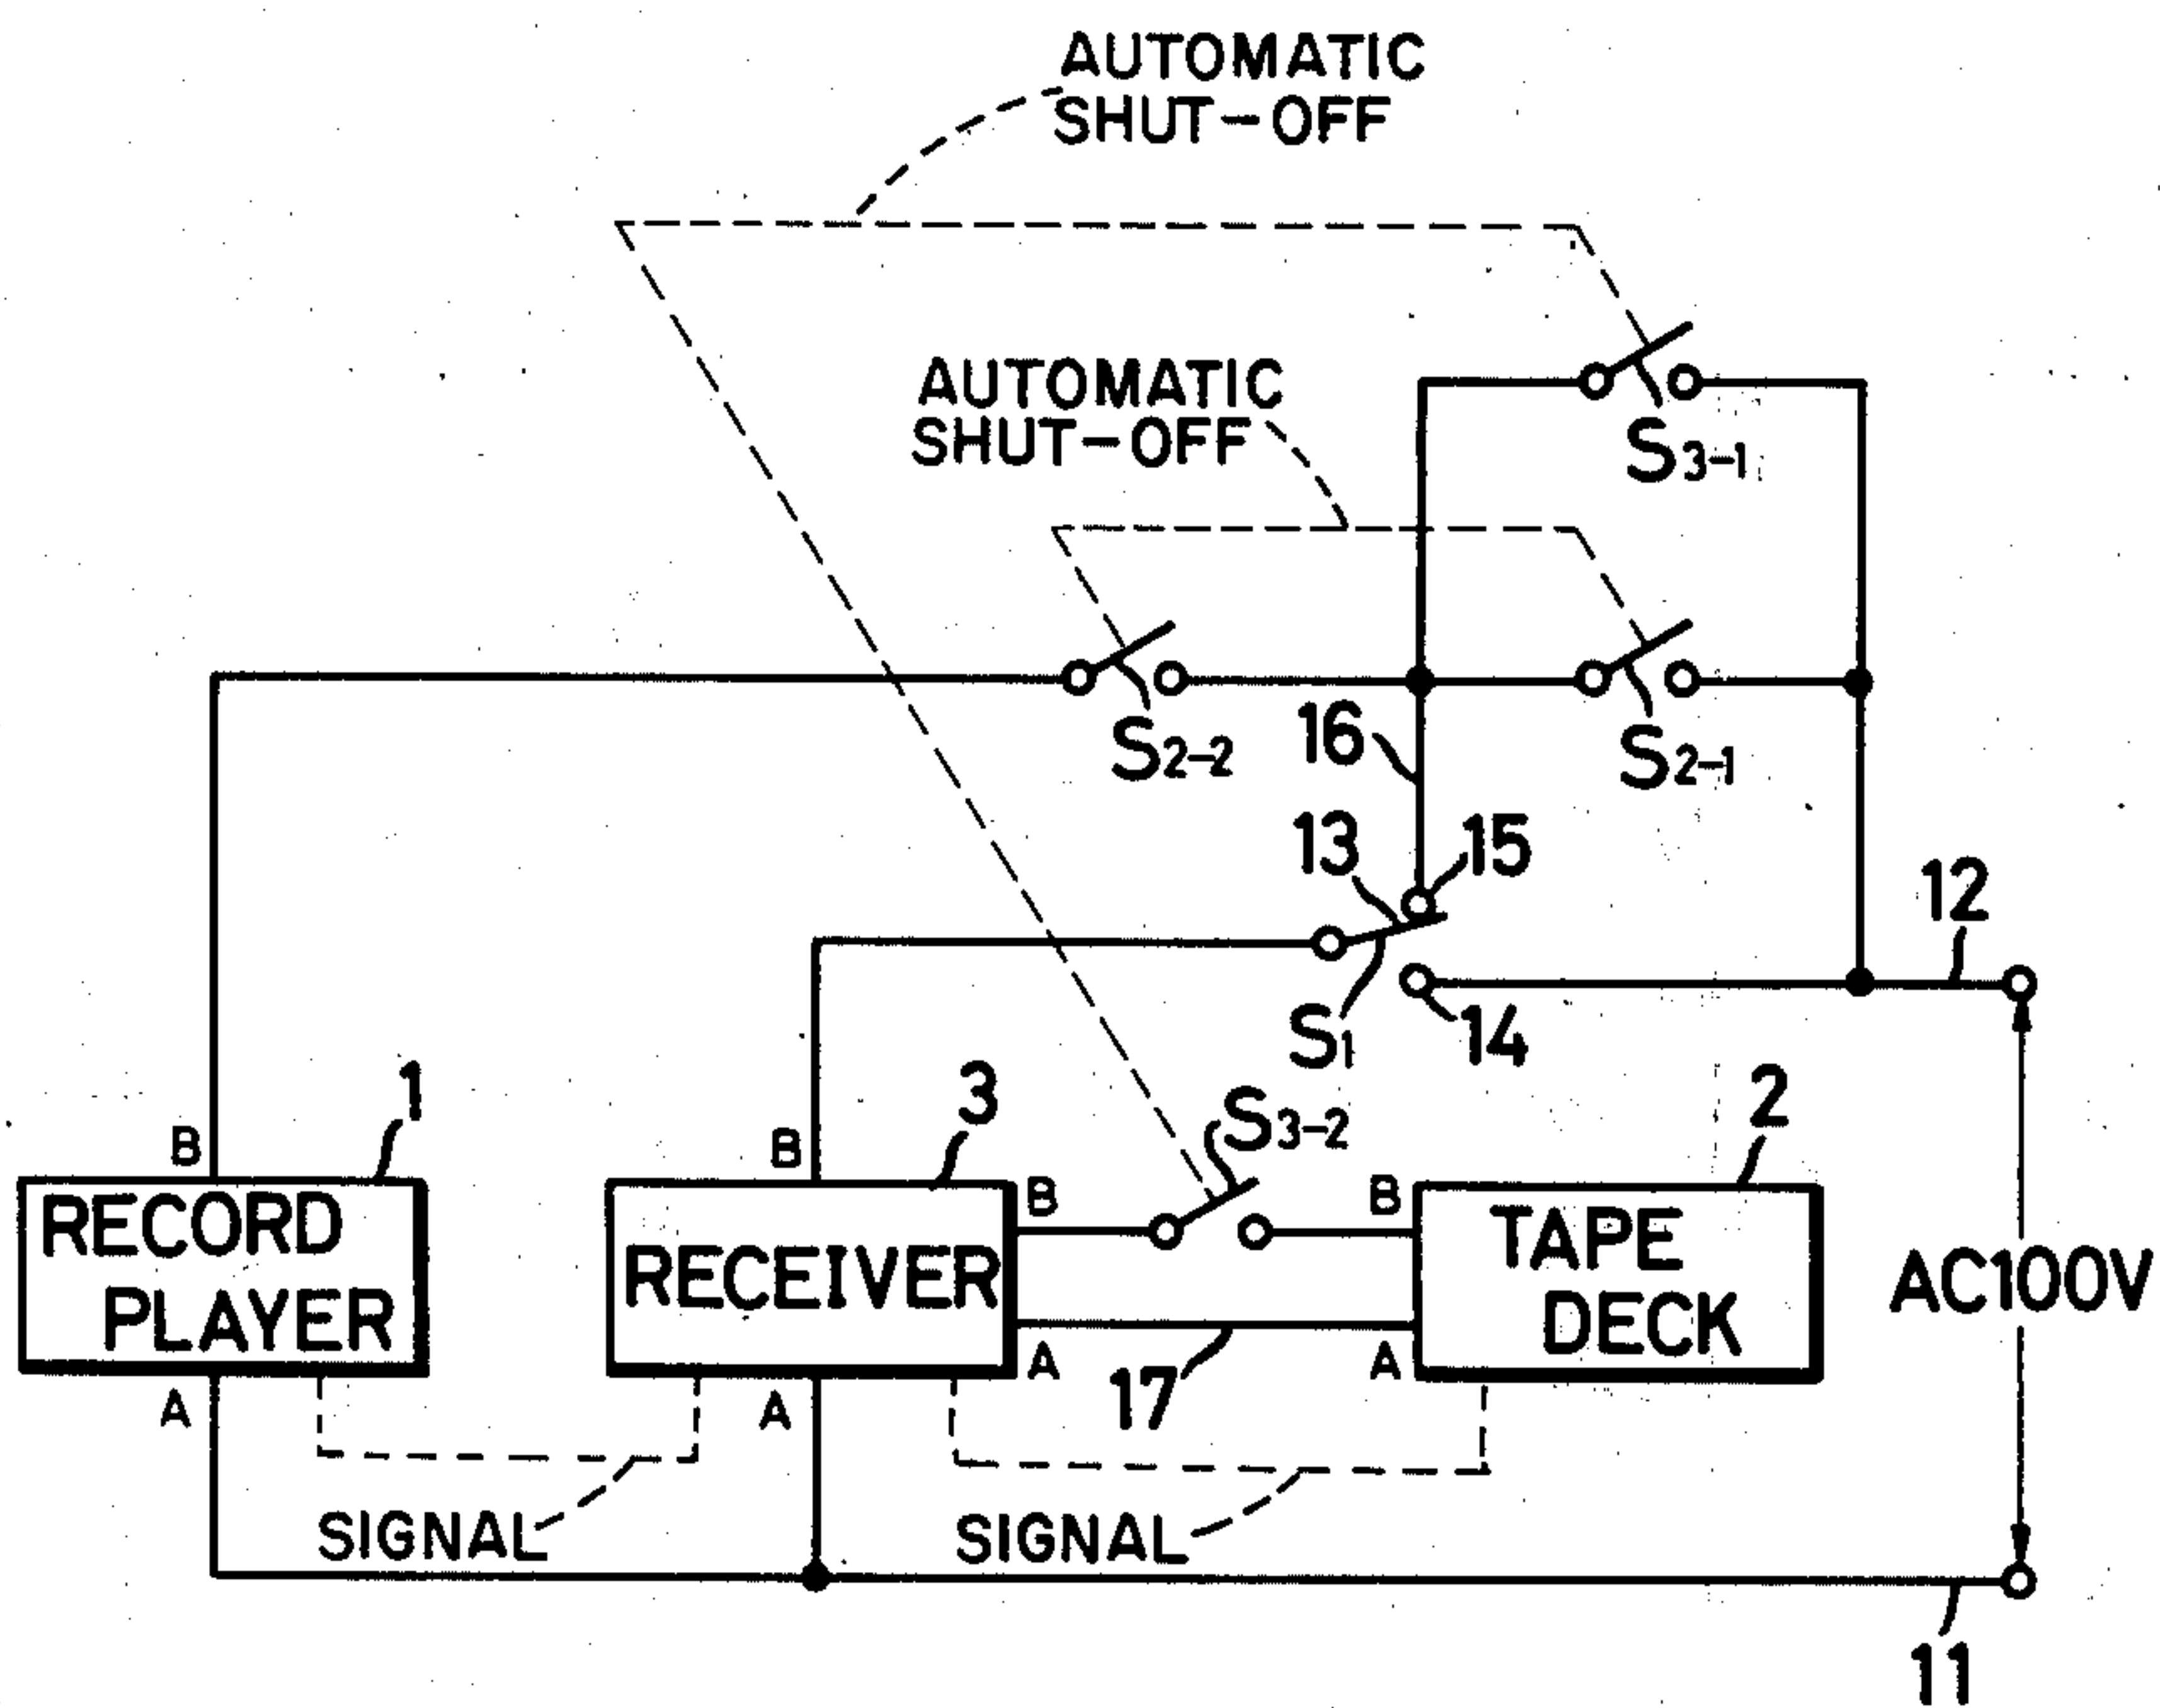 AUTOMATIC
SHUT-OFF
AUTOMATIC
SHUT-OFF
S3-1
S2-2
16
S2-1
13
15
12
S1
14
1
3
S3-2
2
B
B
B
B
RECORD
PLAYER
RECEIVER
TAPE
DECK
AC100V
A
A
A
17
A
SIGNAL
SIGNAL
11